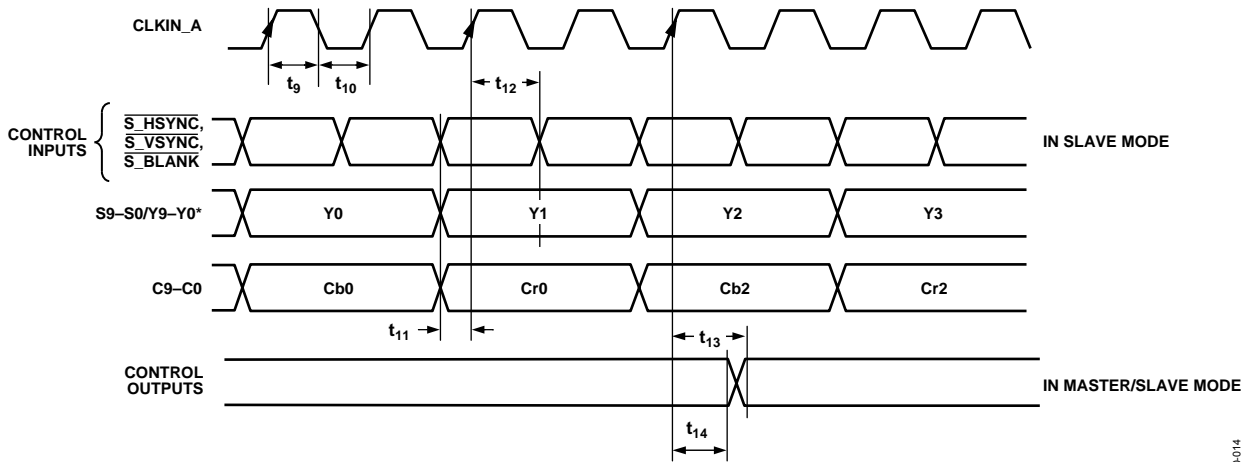 CLKIN_A
t9
t10
t12
CONTROL INPUTS
S_HSYNC,
S_VSYNC,
S_BLANK
IN SLAVE MODE
S9–S0/Y9–Y0*
Y0
Y1
Y2
Y3
C9–C0
Cb0
Cr0
Cb2
Cr2
t11
t13
CONTROL OUTPUTS
IN MASTER/SLAVE MODE
t14